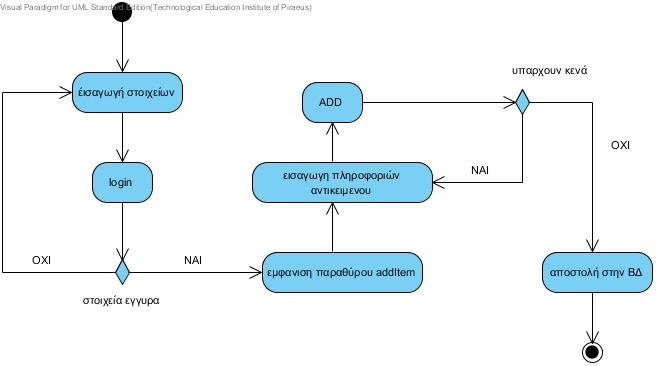 Visual Paradigm for UML Standard Edition(Technological Education Institute of Piraeus)
έισαγωγή στοιχείων
login
ΟΧΙ
ΝΑΙ
στοιχεία εγγυρα
εμφανιση παραθύρου addItem
εισαγωγη πληροφοριών
αντικειμενου
ADD
υπαρχουν κενά
ΝΑΙ
ΟΧΙ
αποστολή στην ΒΔ